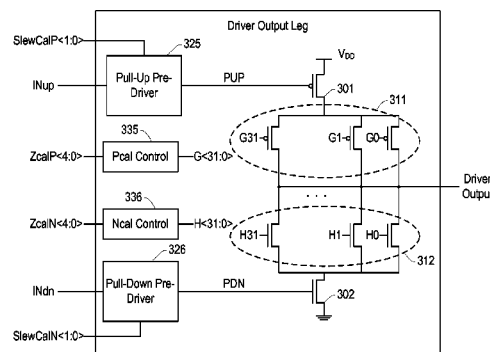 Driver Output Leg
SlewCalP<1:0>
325
VDD
INup
Pull-Up Pre-
Driver
PUP
301
311
335
G31
G1
G0
ZcalP<4:0>
Pcal Control
G<31:0>
Driver
Output
. . .
336
ZcalN<4:0>
Ncal Control
H<31:0>
H31
H1
H0
326
312
INdn
Pull-Down Pre-
Driver
PDN
302
SlewCalN<1:0>